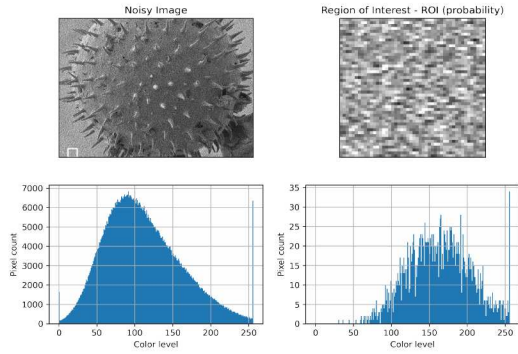 Noisy Image
Region of Interest - ROI (probability)
7000
6000
5000
4000
3000
2000
1000
0
Pixel count
0 50 100 150 200 250
Color level
35
30
25
20
15
10
5
0
Pixel count
0 50 100 150 200 250
Color level